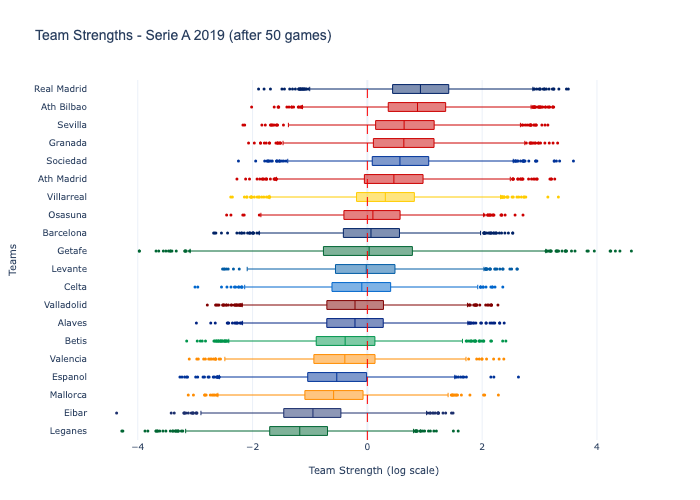 Team Strengths - Serie A 2019 (after 50 games)
Real Madrid
Ath Bilbao
Sevilla
Granada
Sociedad
Ath Madrid
Villarreal
Osasuna
Barcelona
Getafe
Levante
Celta
Valladolid
Alaves
Betis
Valencia
Espanol
Mallorca
Eibar
Leganes
Teams
−4 −2 0 2 4
Team Strength (log scale)